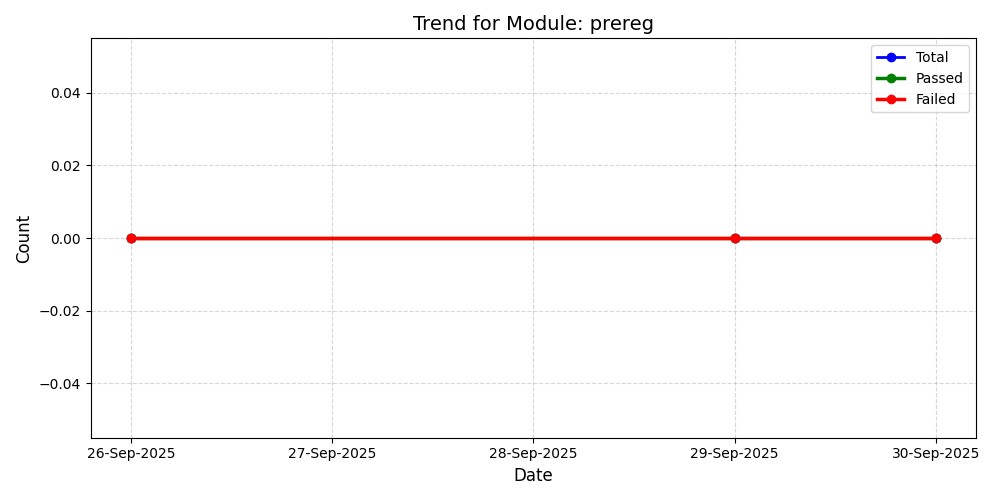 Trend for Module: prereg
Total
Passed
Failed
Count
0.04
0.02
0.00
−0.02
−0.04
26-Sep-2025 27-Sep-2025 28-Sep-2025 29-Sep-2025 30-Sep-2025
Date